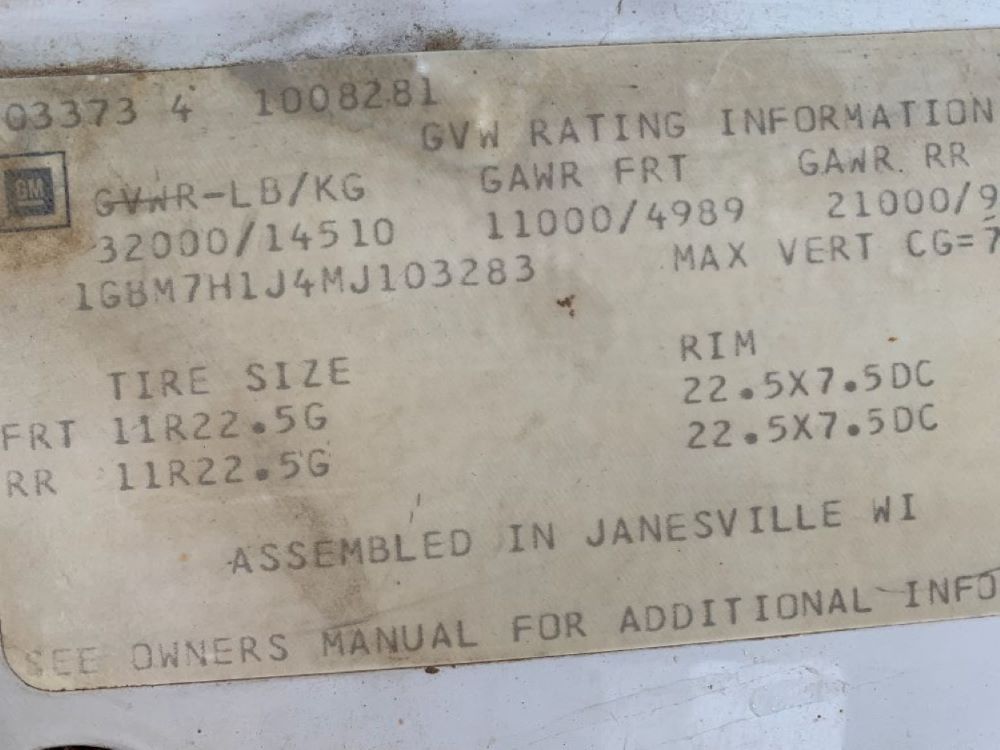 03373 4 1008281
GVW RATING INFORMATION
GM GVWR-LB/KG GAWR FRT GAWR RR
32000/14510 11000/4989 21000/9
1GBM7H1J4MJ103283 MAX VERT CG=7
TIRE SIZE RIM
FRT 11R22.5G 22.5X7.5DC
RR 11R22.5G 22.5X7.5DC
ASSEMBLED IN JANESVILLE WI
SEE OWNERS MANUAL FOR ADDITIONAL INFO